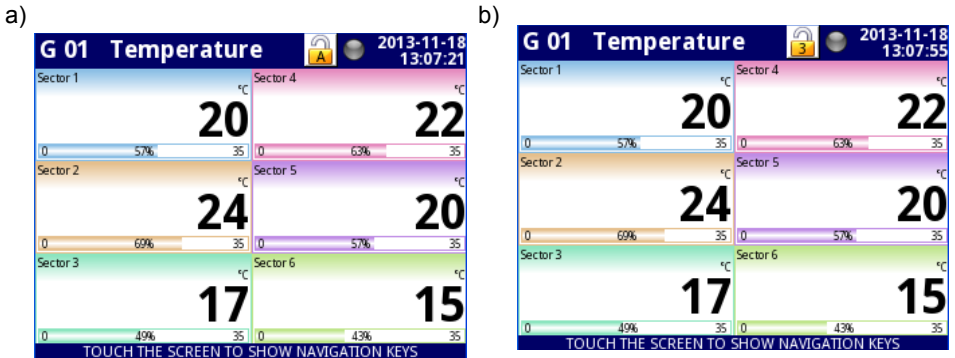 a)
G 01 Temperature A 2013-11-18
13:07:21
Sector 1 Sector 4
°C °C
20 22
0 57% 35 0 63% 35
Sector 2 Sector 5
°C °C
24 20
0 69% 35 0 57% 35
Sector 3 Sector 6
°C °C
17 15
0 49% 35 0 43% 35
TOUCH THE SCREEN TO SHOW NAVIGATION KEYS
b)
G 01 Temperature 3 2013-11-18
13:07:55
Sector 1 Sector 4
°C °C
20 22
0 57% 35 0 63% 35
Sector 2 Sector 5
°C °C
24 20
0 69% 35 0 57% 35
Sector 3 Sector 6
°C °C
17 15
0 49% 35 0 43% 35
TOUCH THE SCREEN TO SHOW NAVIGATION KEYS